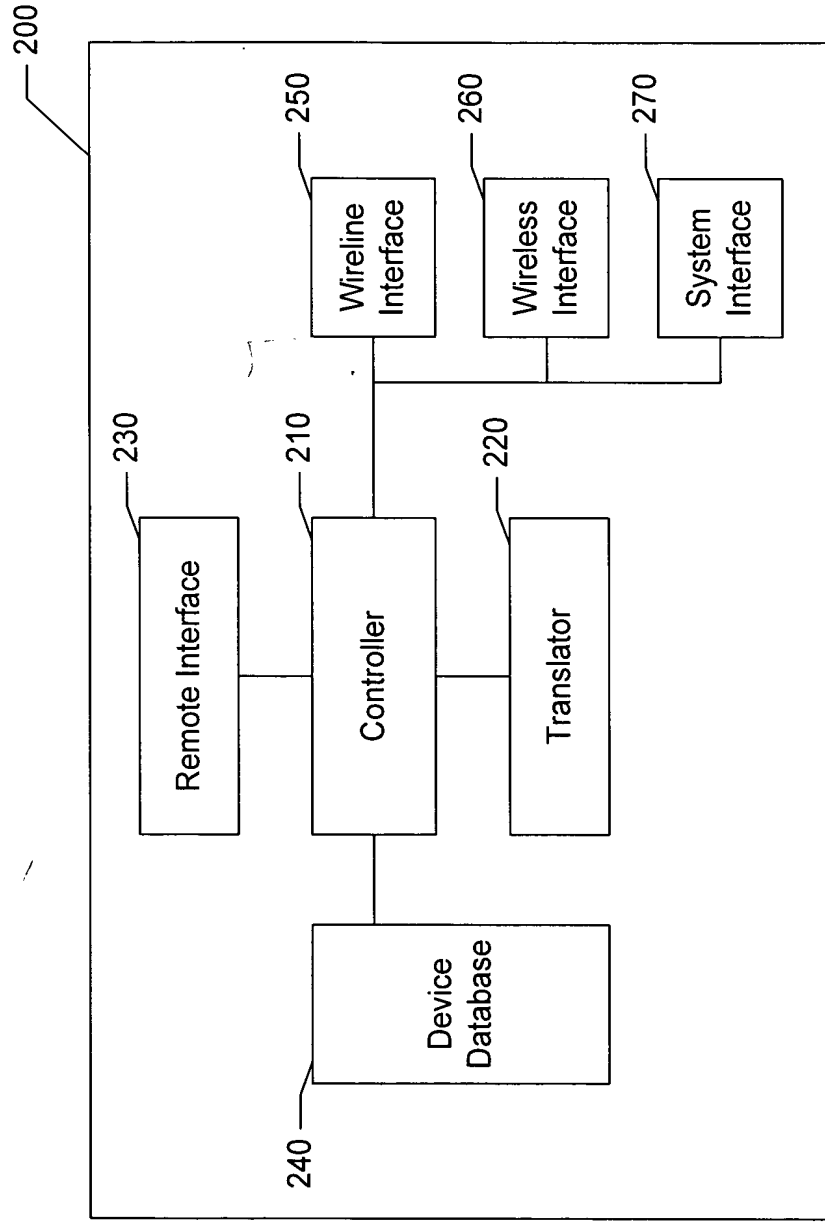 200
230
Remote Interface
210
Controller
220
Translator
240
Device
Database
250
Wireline
Interface
260
Wireless
Interface
270
System
Interface